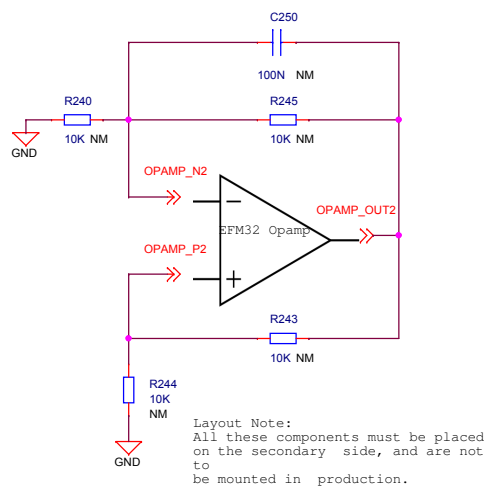 C250
100N NM
R240
R245
10K NM
10K NM
GND
OPAMP_N2
OPAMP_OUT2
EFM32 Opamp
OPAMP_P2
R243
10K NM
R244
10K
NM
GND
Layout Note:
All these components must be placed
on the secondary side, and are not
to
be mounted in production.